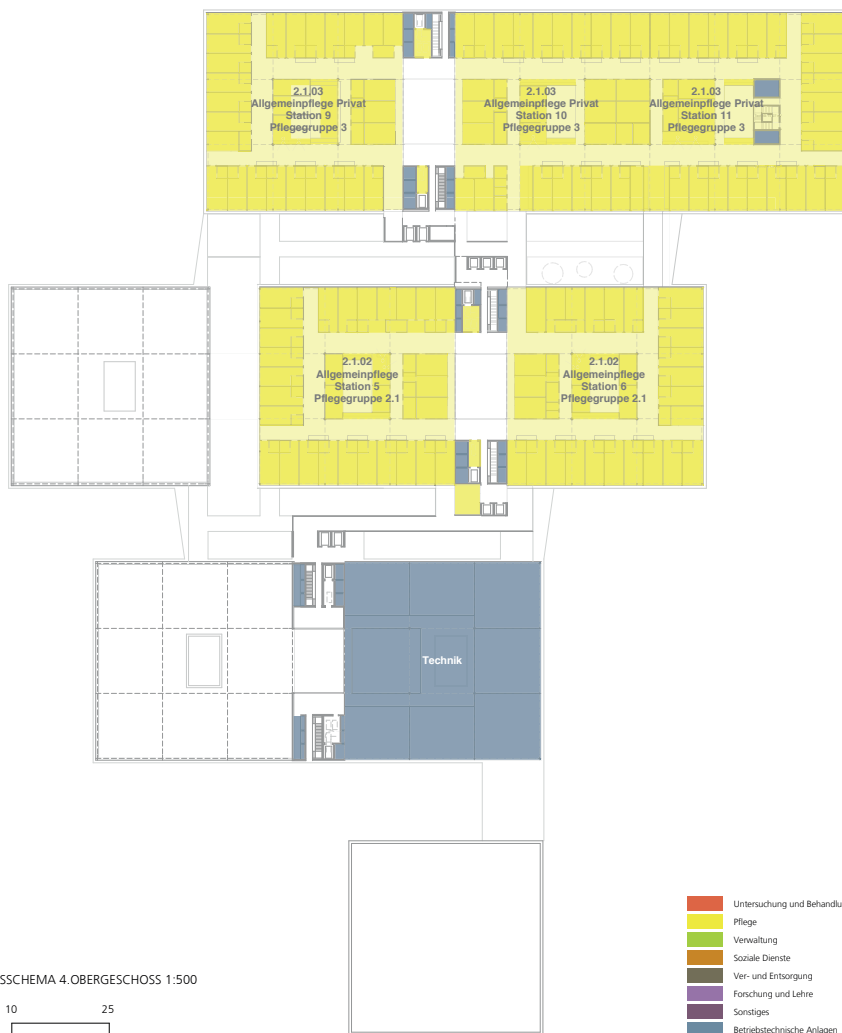 2.1.03
Allgemeinpflege Privat
Station 9
Pflegegruppe 3
2.1.03
Allgemeinpflege Privat
Station 10
Pflegegruppe 3
2.1.03
Allgemeinpflege Privat
Station 11
Pflegegruppe 3
2.1.02
Allgemeinpflege
Station 5
Pflegegruppe 2.1
2.1.02
Allgemeinpflege
Station 6
Pflegegruppe 2.1
Technik
Untersuchung und Behandlu
Pflege
Verwaltung
Soziale Dienste
Ver- und Entsorgung
Forschung und Lehre
Sonstiges
Betriebstechnische Anlagen
SSCHEMA 4.OBERGESCHOSS 1:500
10 25